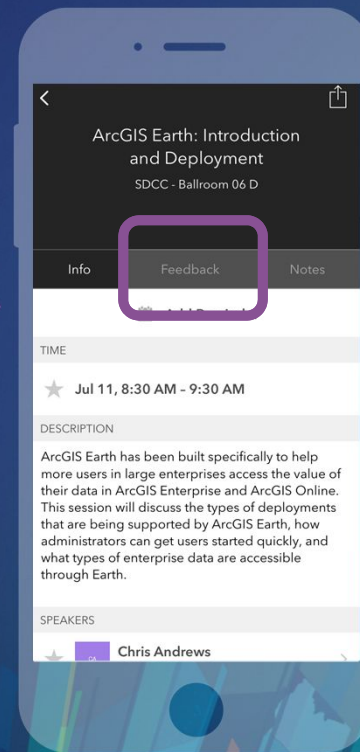 ArcGIS Earth: Introduction
and Deployment
SDCC - Ballroom 06 D
Info Feedback Notes
TIME
Jul 11, 8:30 AM – 9:30 AM
DESCRIPTION
ArcGIS Earth has been built specifically to help
more users in large enterprises access the value of
their data in ArcGIS Enterprise and ArcGIS Online.
This session will discuss the types of deployments
that are being supported by ArcGIS Earth, how
administrators can get users started quickly, and
what types of enterprise data are accessible
through Earth.
SPEAKERS
Chris Andrews